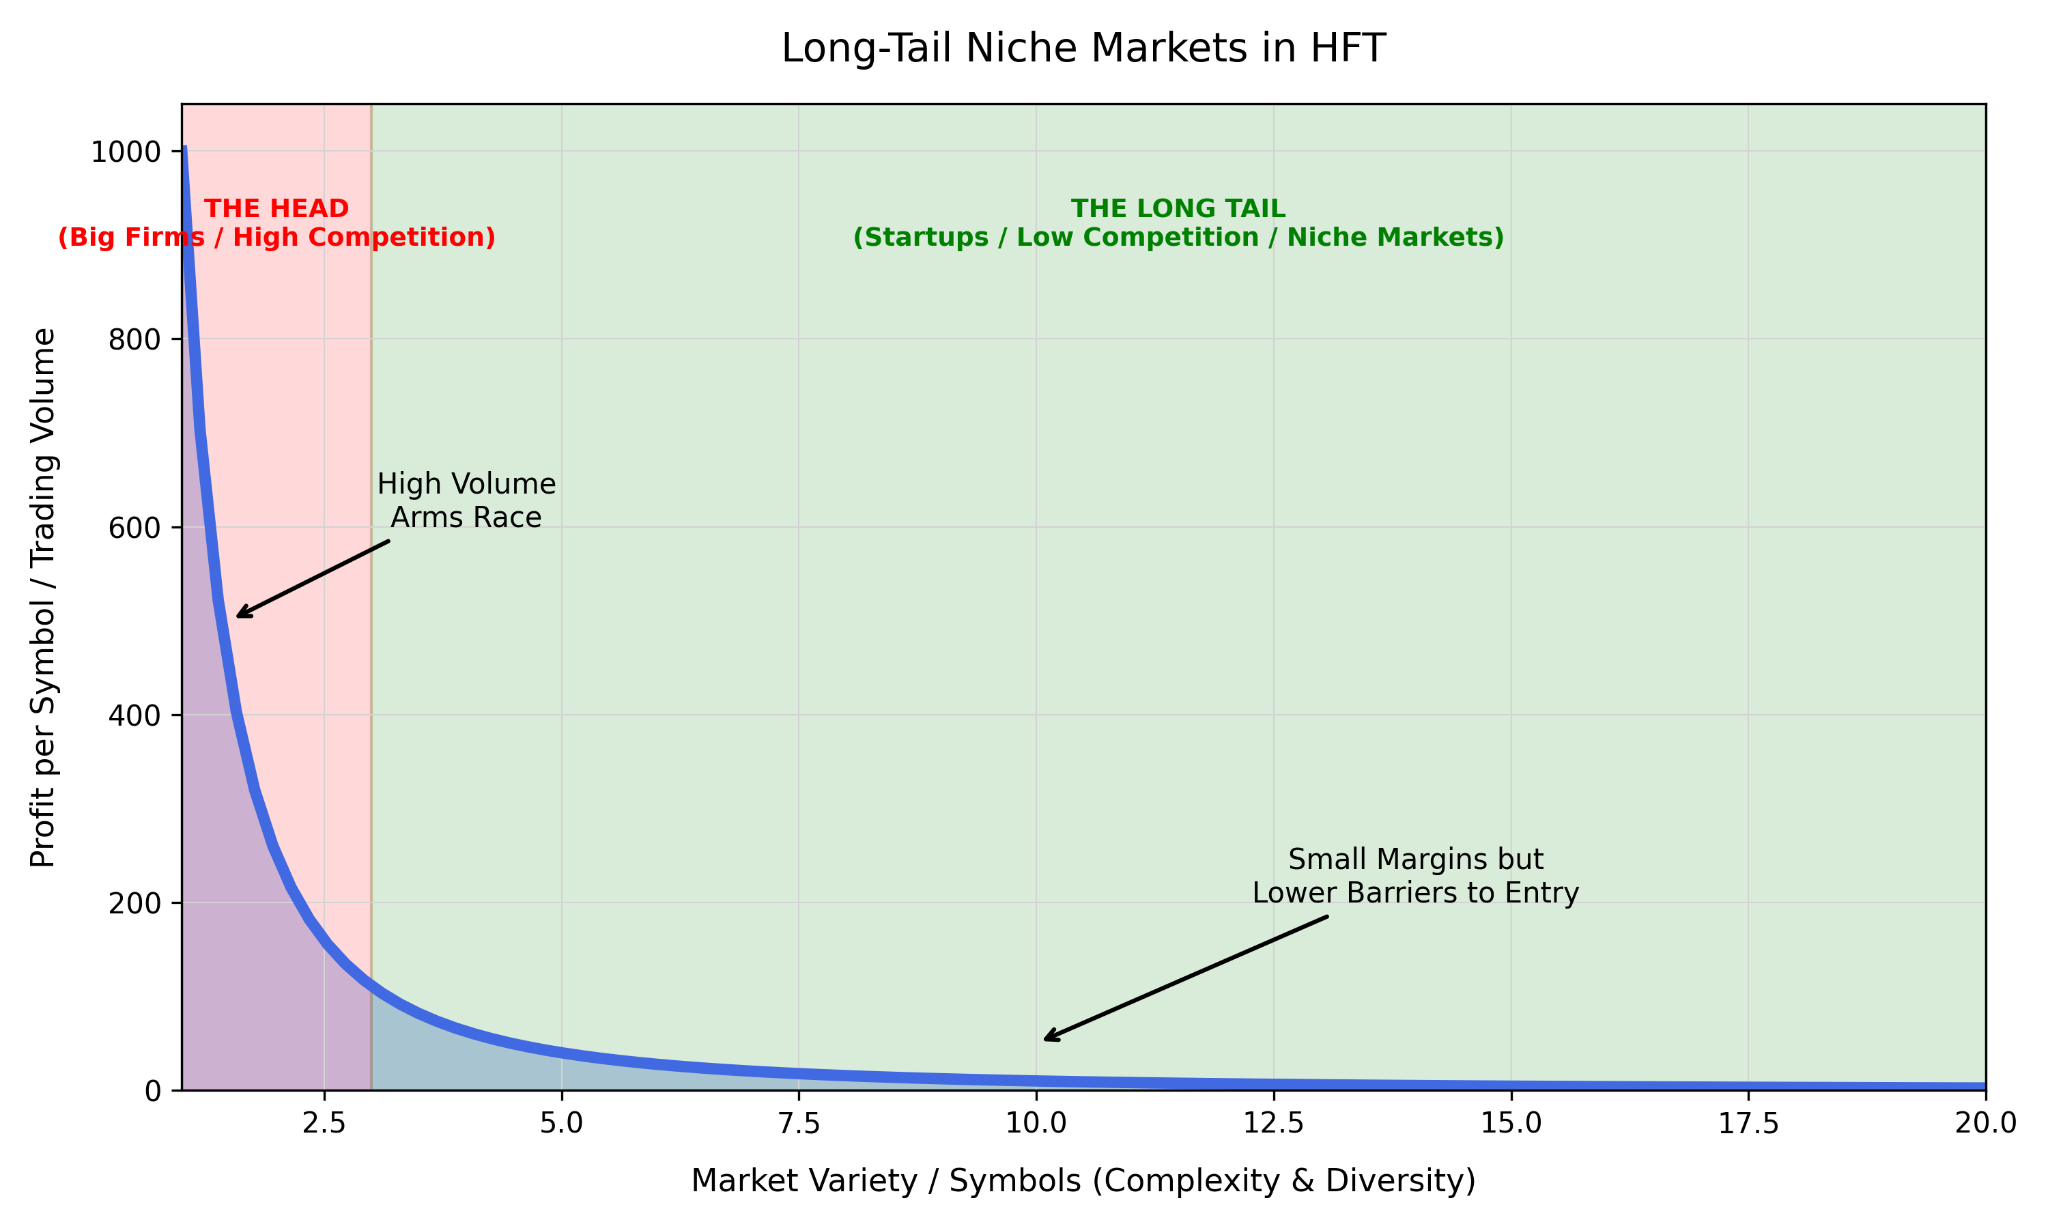 Long-Tail Niche Markets in HFT
1000
800
600
400
200
0
Profit per Symbol / Trading Volume
THE HEAD
(Big Firms / High Competition)
THE LONG TAIL
(Startups / Low Competition / Niche Markets)
High Volume
Arms Race
Small Margins but
Lower Barriers to Entry
2.5 5.0 7.5 10.0 12.5 15.0 17.5 20.0
Market Variety / Symbols (Complexity & Diversity)